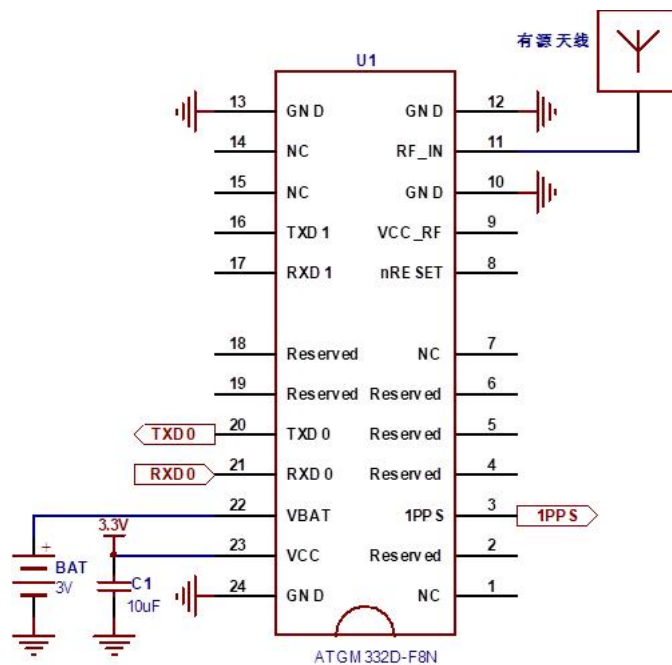 有源天线
U1
13 GND GND 12
14 NC RF_IN 11
15 NC GND 10
16 TXD1 VCC_RF 9
17 RXD1 nRESET 8
18 Reserved NC 7
19 Reserved Reserved 6
TXD0 20 TXD0 Reserved 5
RXD0 21 RXD0 Reserved 4
22 VBAT 1PPS 3 1PPS
3.3V
23 VCC Reserved 2
+
BAT
3V
C1
10uF
24 GND NC 1
ATGM332D-F8N